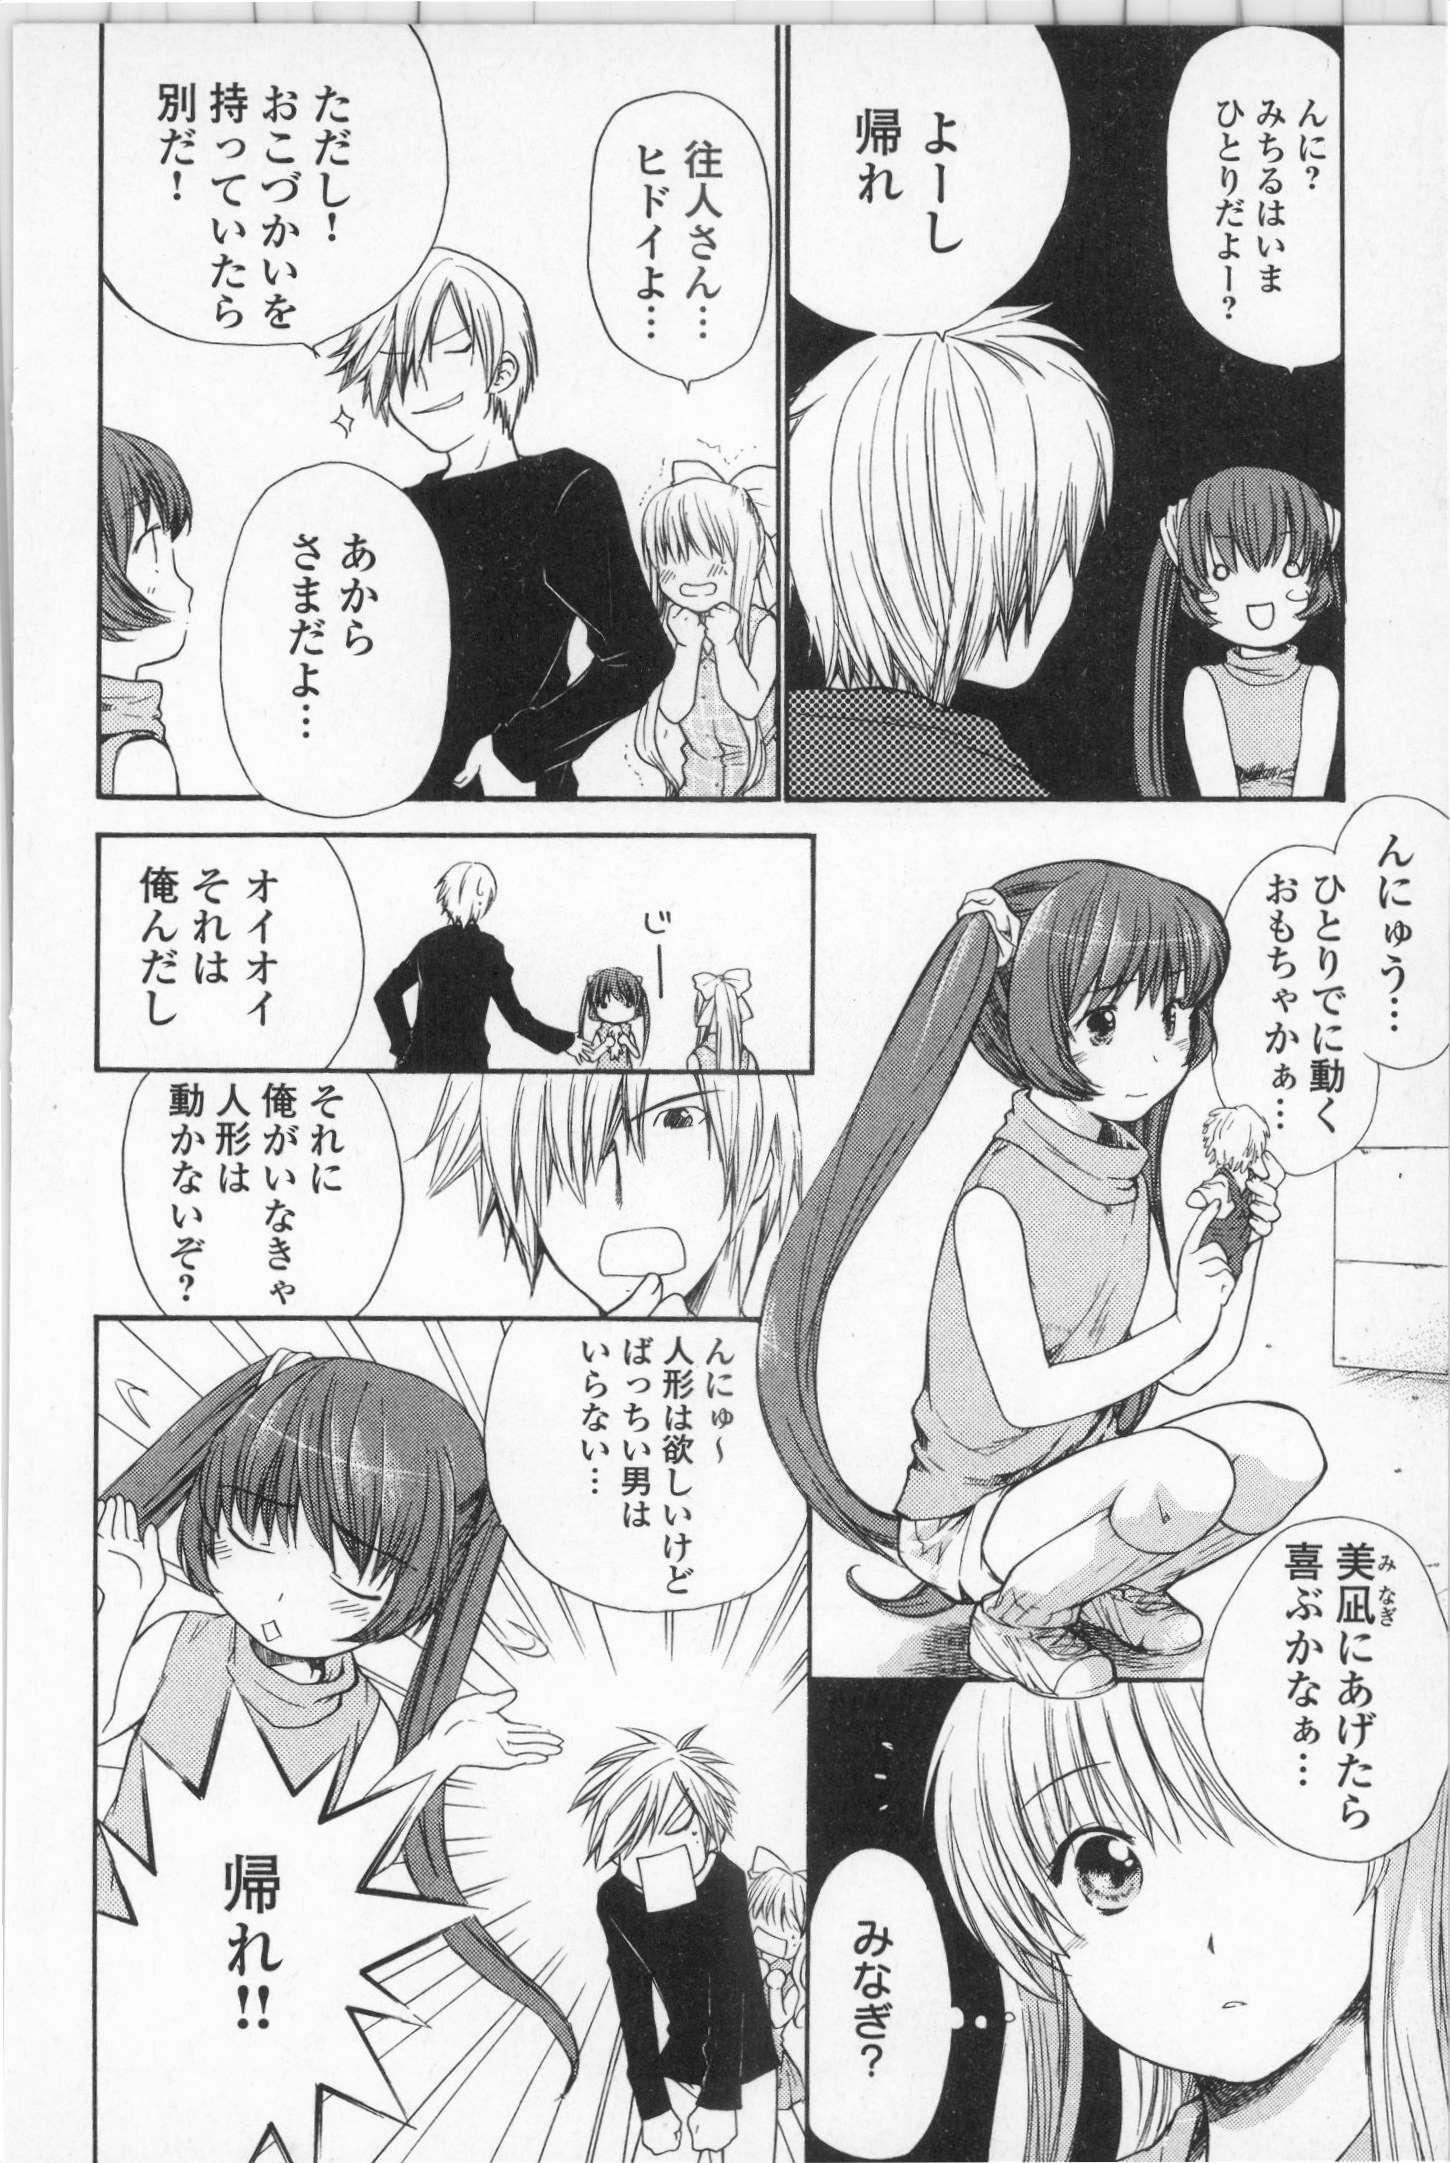 んに?
みちるはいま
ひとりだよー?
よーし
帰れ
往人さん…
ヒドイよ…
ただし!
おこづかいを
持っていたら
別だ!
あから
さまだよ…
んにゅう…
ひとりでに動く
おもちゃかぁ…
美凪にあげたら
みなぎ
喜ぶかなぁ…
みなぎ?
じー
オイオイ
それは
俺んだし
それに
俺がいなきゃ
人形は
動かないぞ?
んにゅ~
人形は欲しいけど
ばっちい男は
いらない…
帰れ!!